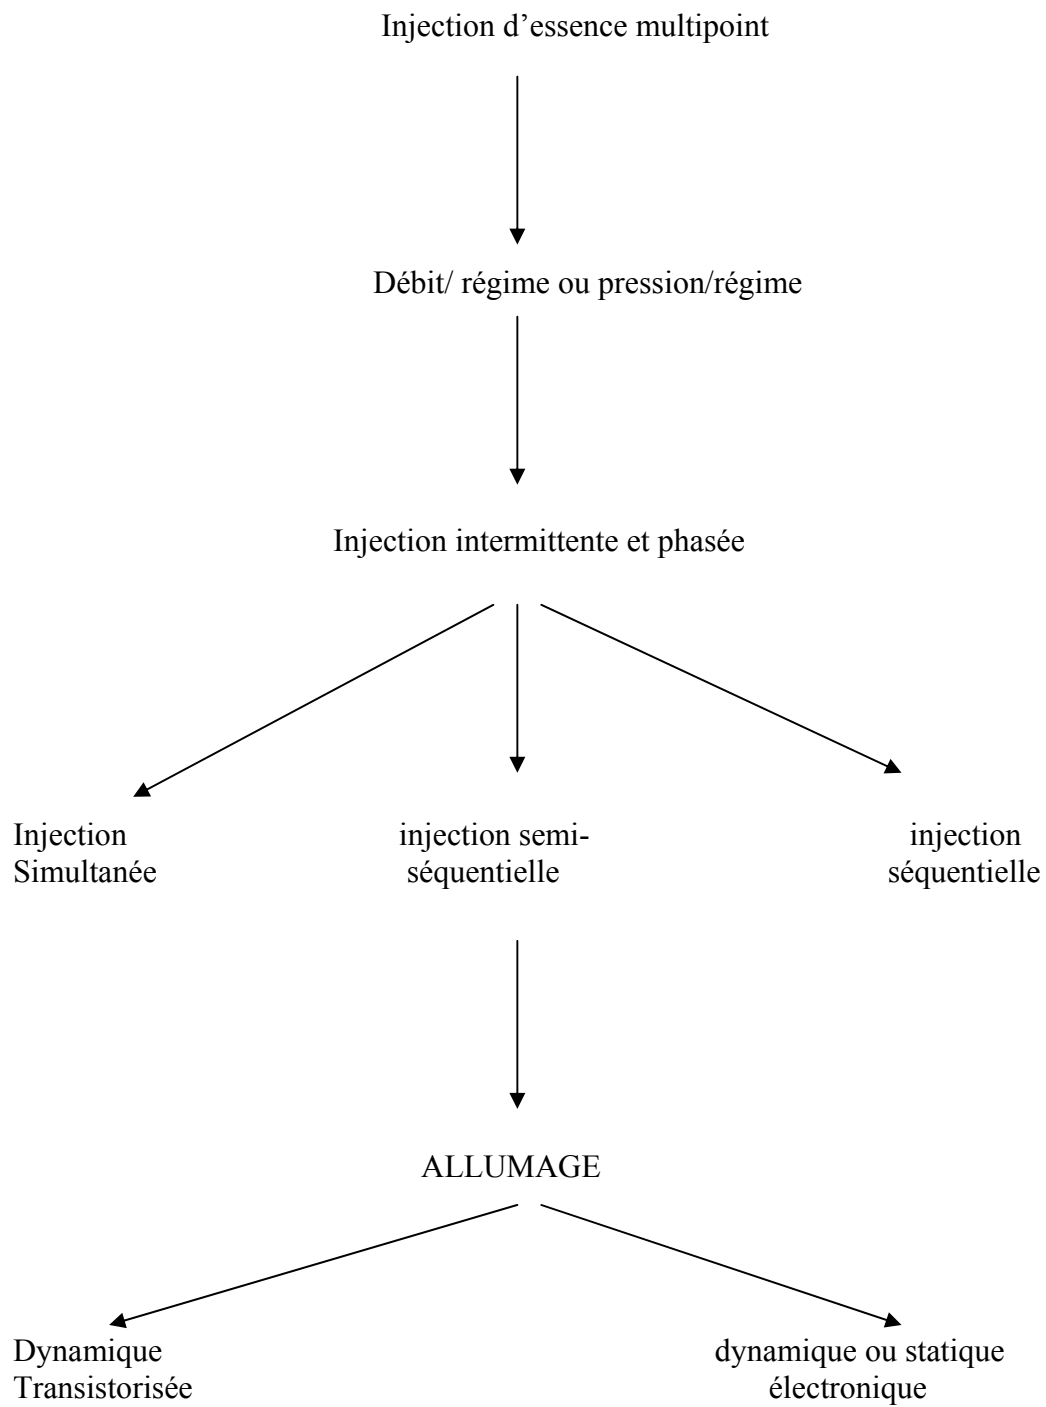 Injection d’essence multipoint
Débit/ régime ou pression/régime
Injection intermittente et phasée
Injection
Simultanée
injection semi-
séquentielle
injection
séquentielle
ALLUMAGE
Dynamique
Transistorisée
dynamique ou statique
électronique